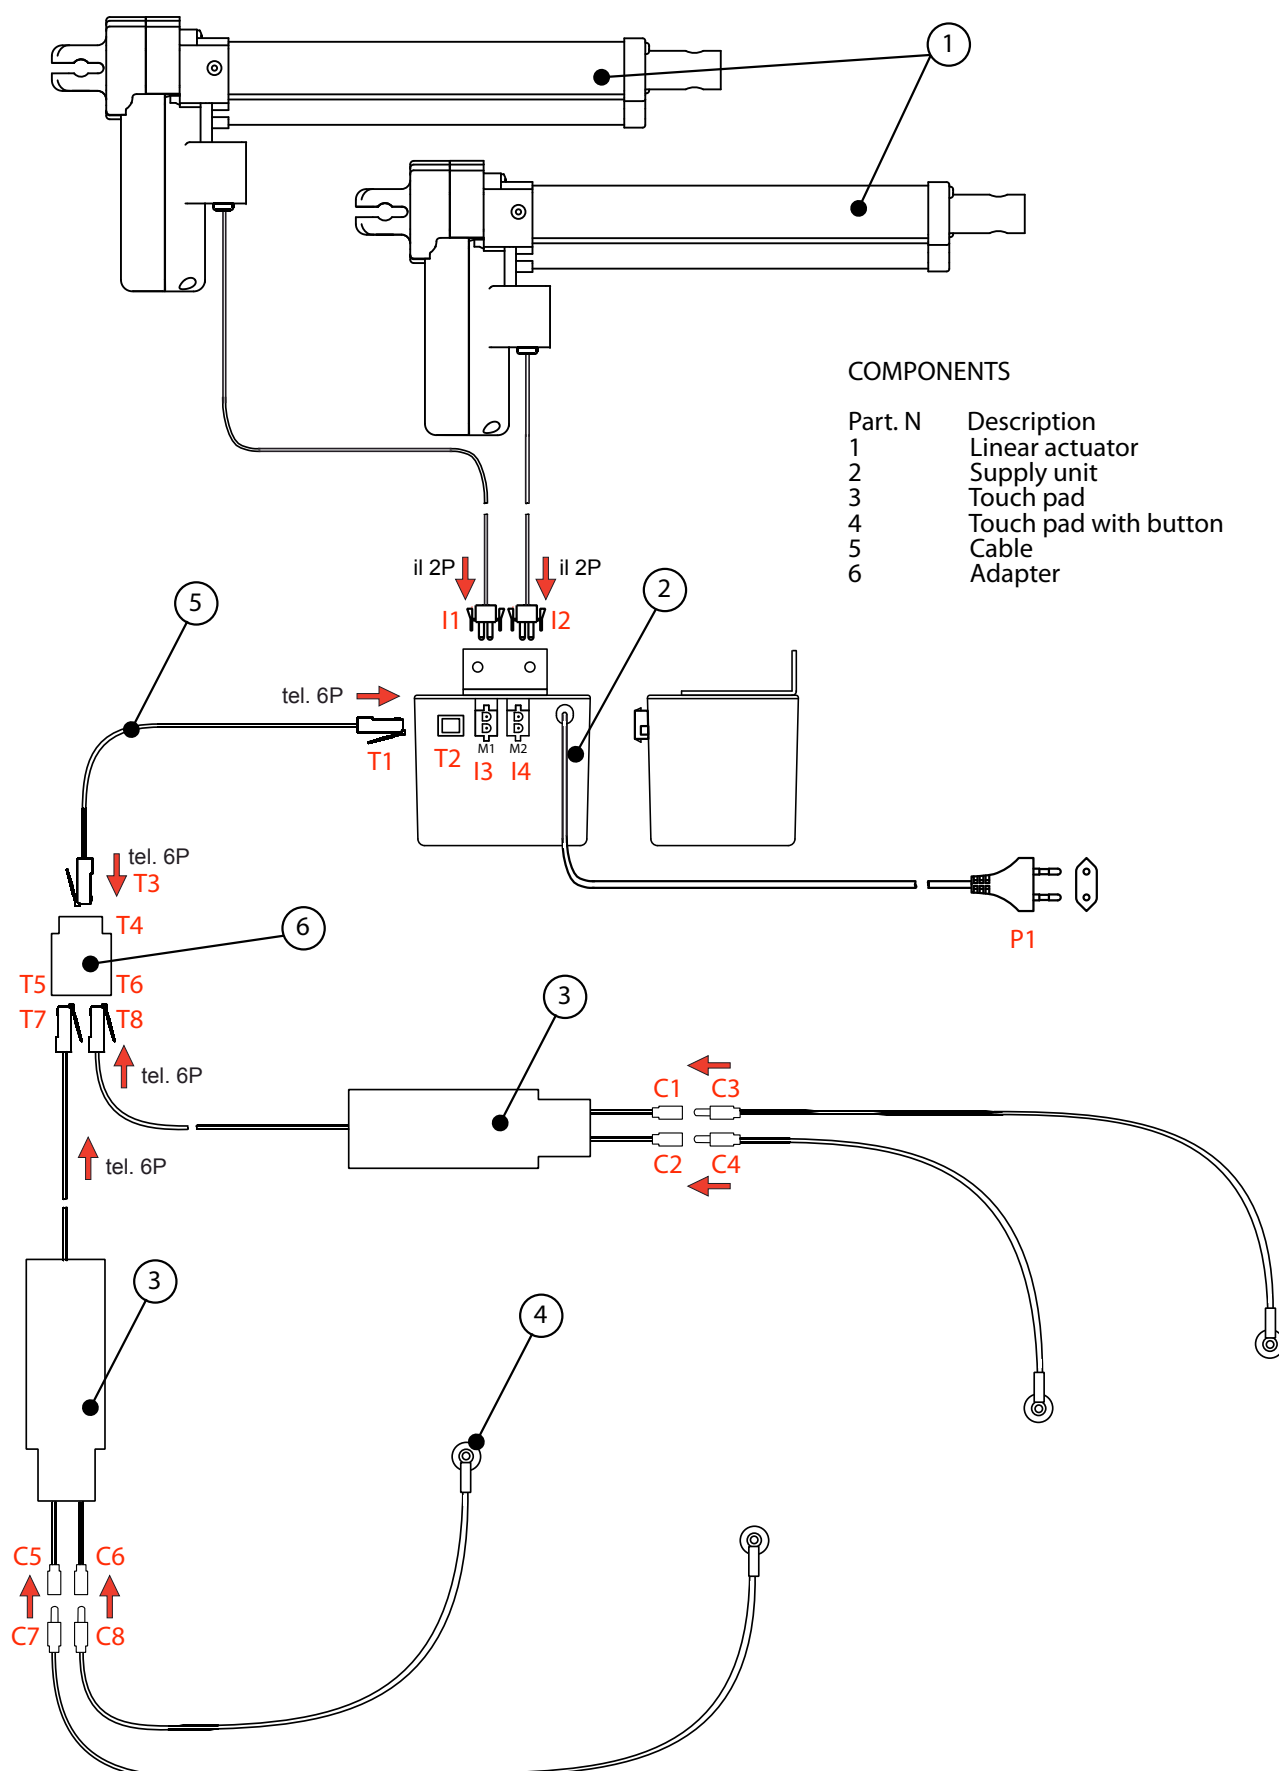 1
COMPONENTS
Part. N Description
1 Linear actuator
2 Supply unit
3 Touch pad
4 Touch pad with button
5 Cable
6 Adapter
il 2P il 2P
I1 I2
5
2
tel. 6P
T1 T2 M1 M2
I3 I4
tel. 6P
T3
T4
6
P1
T5 T6
T7 T8
3
tel. 6P
C1 C3
tel. 6P
C2 C4
3
4
C5 C6
C7 C8